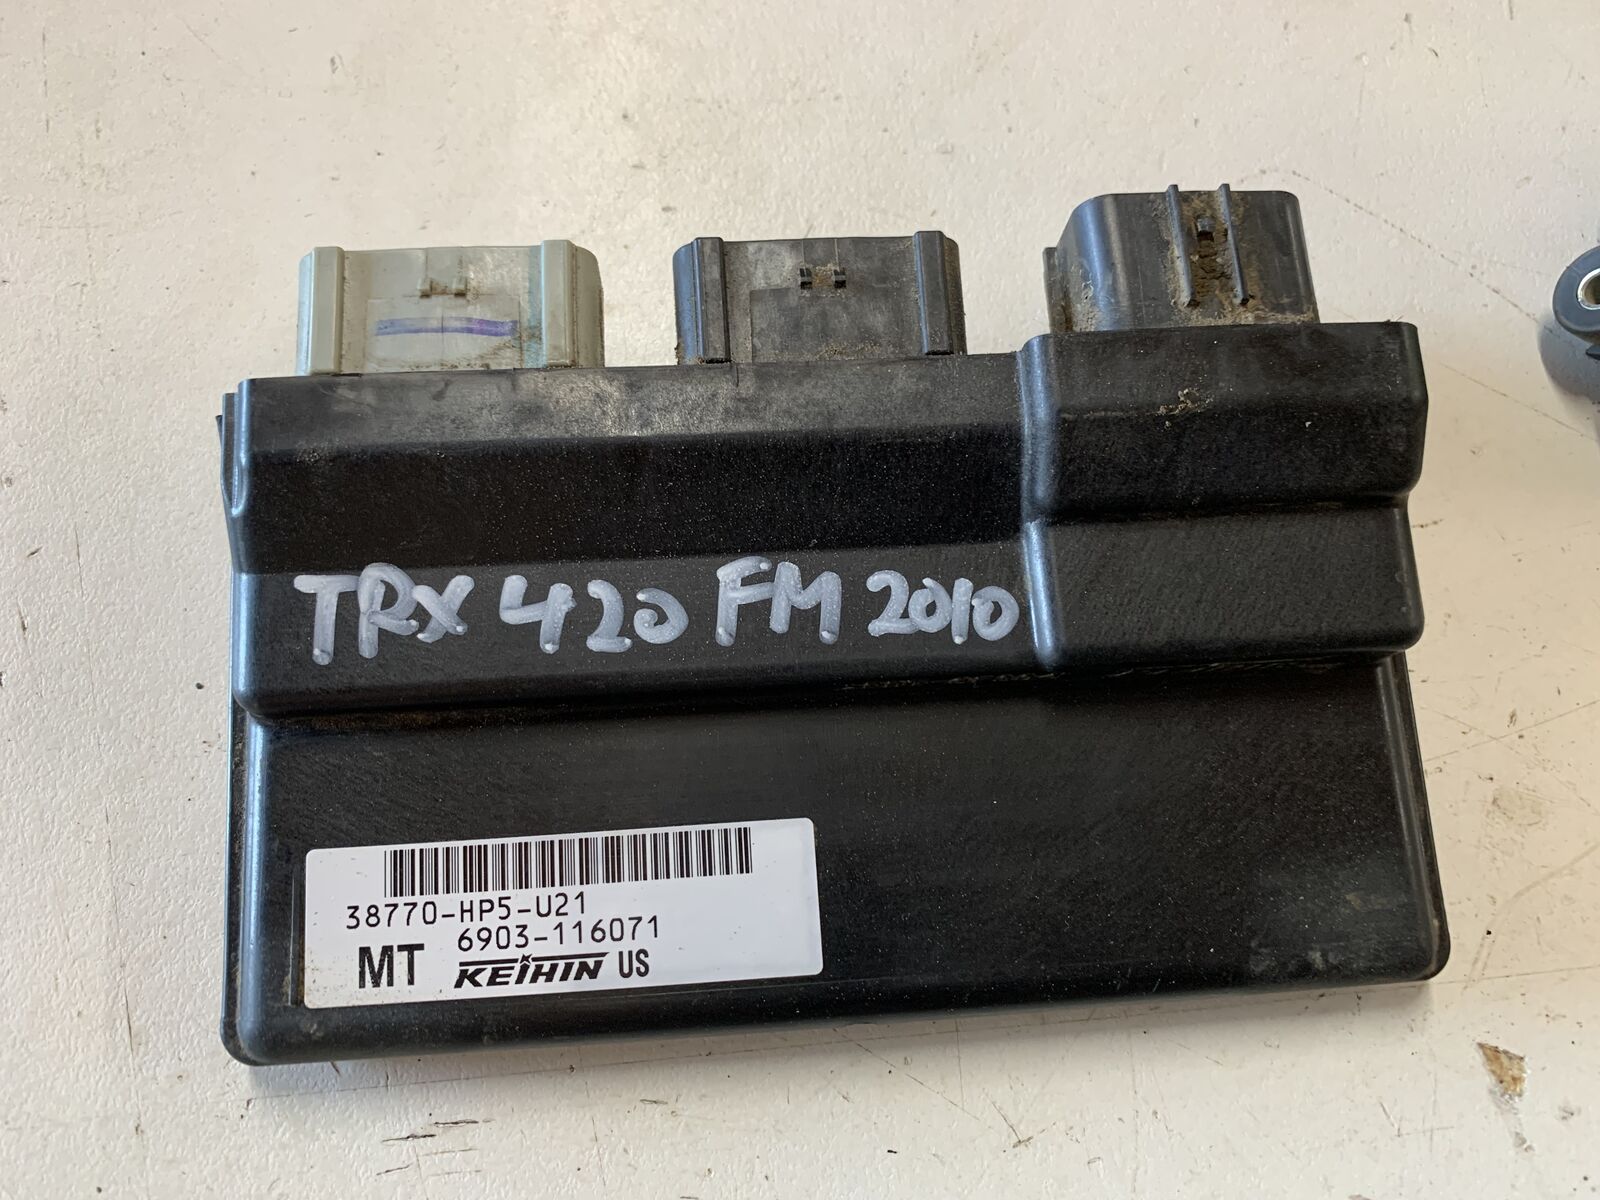 TRX 420 FM 2010
38770-HP5-U21
6903-116071
MT KEIHIN US